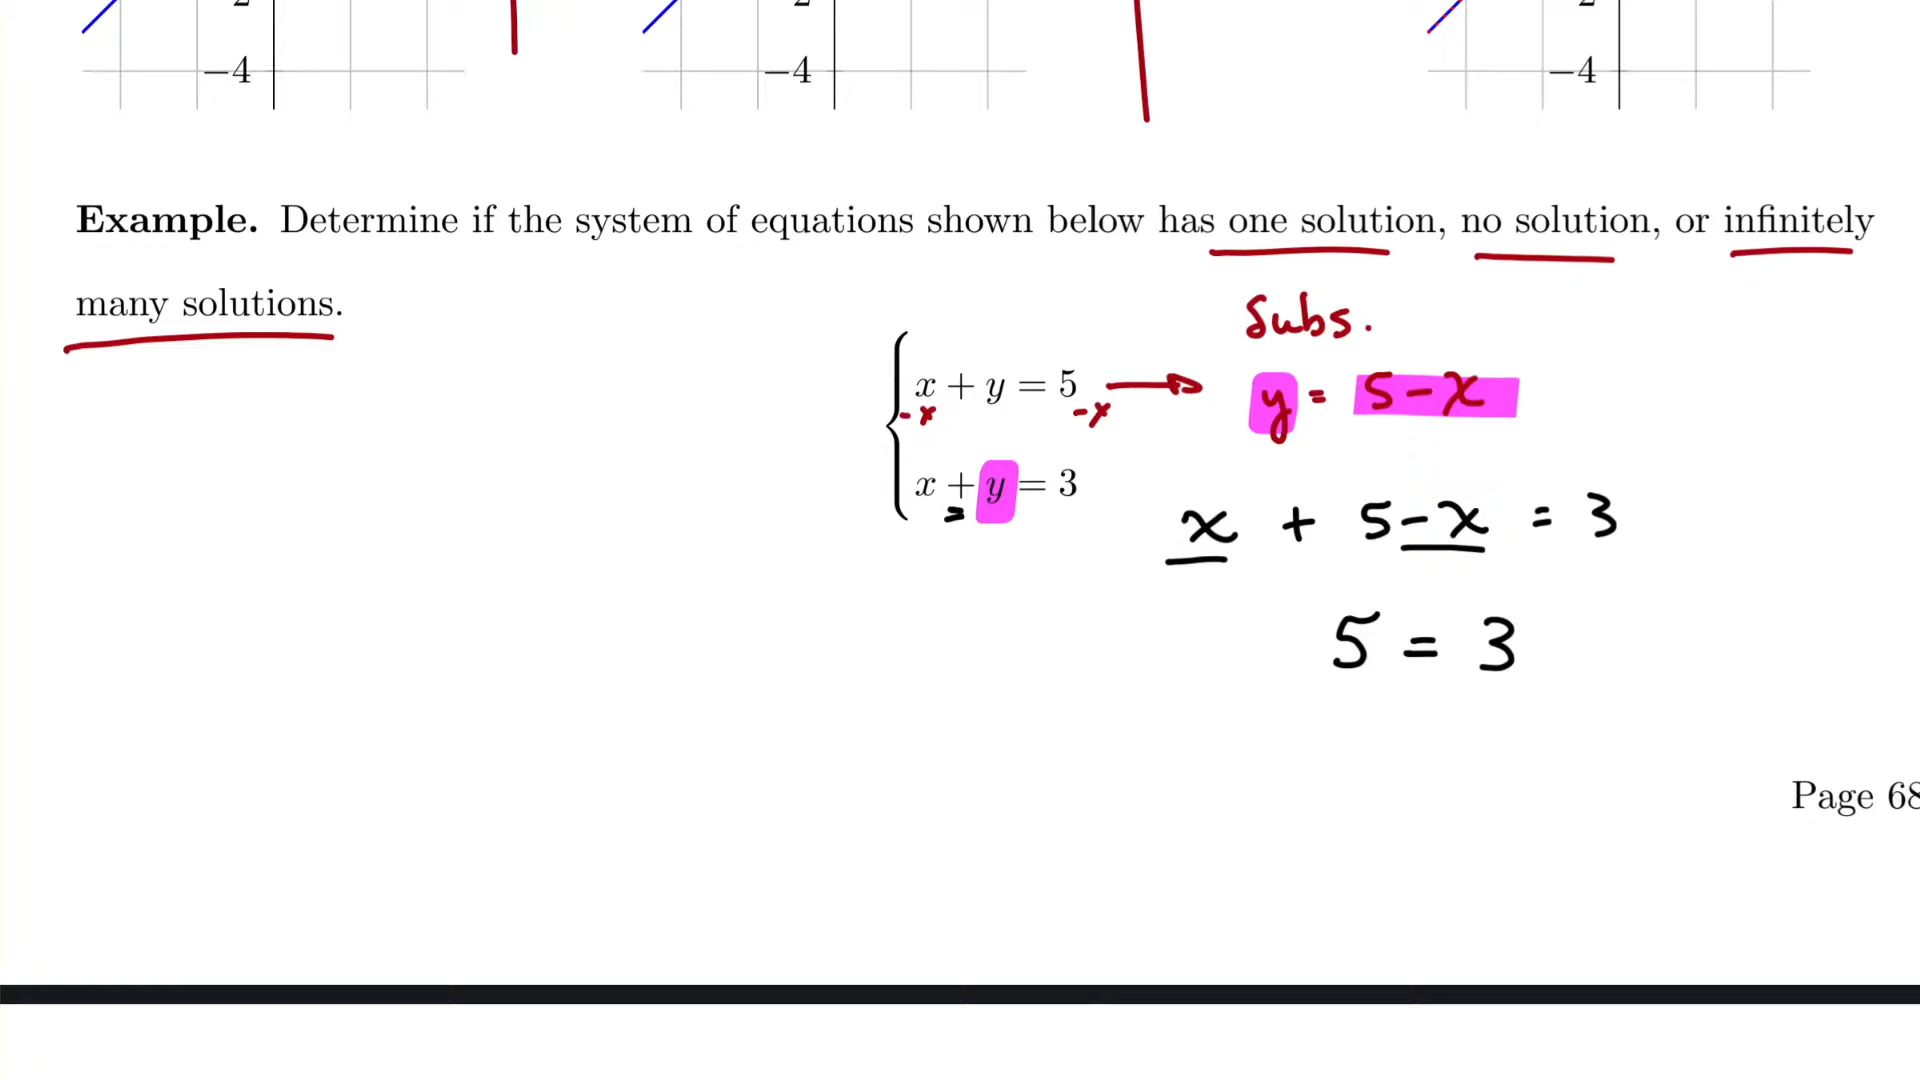 −4
−4
−4
Example. Determine if the system of equations shown below has one solution, no solution, or infinitely
many solutions.
Subs.
x + y = 5
y = 5 - x
- x
- x
x + y = 3
=
x + 5 - x = 3
5 = 3
Page 68